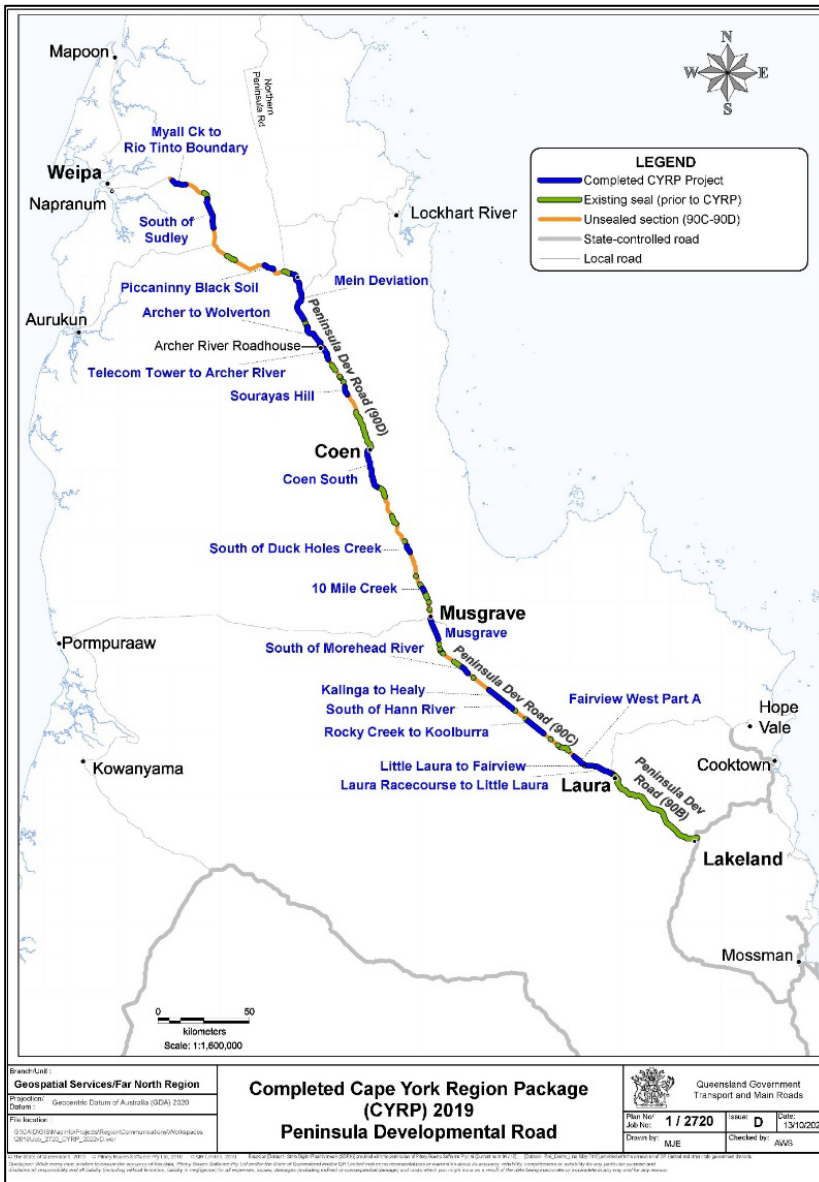 Mapoon
Northern
Peninsula Rd
N
W E
S
Myall Ck to
Rio Tinto Boundary
Weipa
Napranum
LEGEND
Completed CYRP Project
Existing seal (prior to CYRP)
Unsealed section (90C-90D)
State-controlled road
Local road
Lockhart River
South of
Sudley
Piccaninny Black Soil
Mein Deviation
Archer to Wolverton
Aurukun
Peninsula Dev Road (90D)
Archer River Roadhouse
Telecom Tower to Archer River
Sourayas Hill
Coen
Coen South
South of Duck Holes Creek
10 Mile Creek
Musgrave
Musgrave
Pormpuraaw
South of Morehead River
Peninsula Dev Road (90C)
Kalinga to Healy
Fairview West Part A
South of Hann River
Hope
Vale
Rocky Creek to Koolburra
Kowanyama
Little Laura to Fairview
Cooktown
Laura Racecourse to Little Laura
Laura
Peninsula Dev
Road (90B)
Lakeland
Mossman
0 50
kilometers
Scale: 1:1,600,000
Branch/Unit :
Geospatial Services/Far North Region
Projection/
Datum :
Geocentric Datum of Australia (GDA) 2020
File location :
Completed Cape York Region Package
(CYRP) 2019
Peninsula Developmental Road
Queensland Government
Transport and Main Roads
Plan No/
Job No:
1 / 2720
Issue:
D
Date:
13/10/202
Drawn by:
MJE
Checked by:
AWS